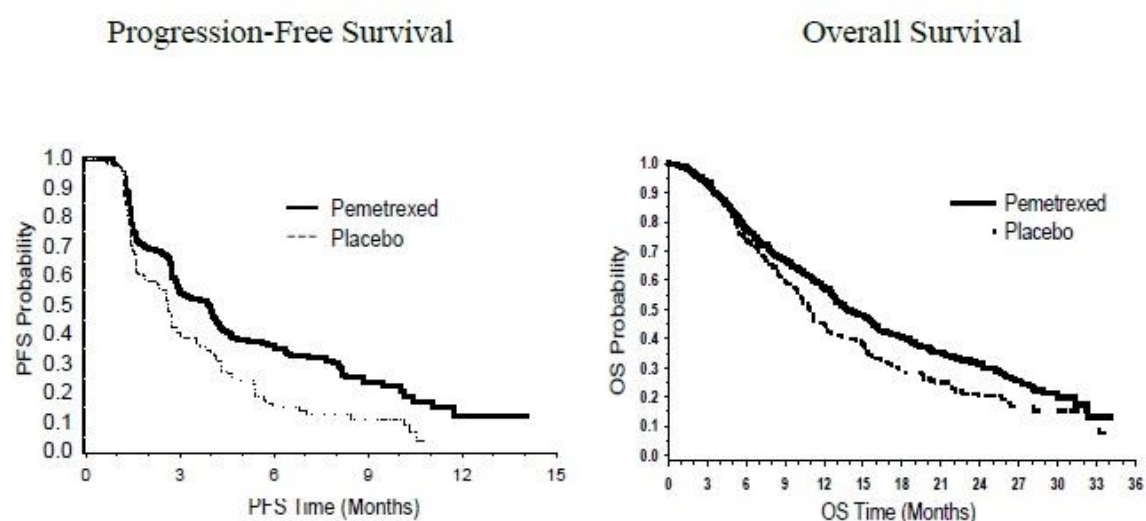 Progression-Free Survival
PFS Probability
1.0
0.9
0.8
0.7
0.6
0.5
0.4
0.3
0.2
0.1
0.0
Pemetrexed
Placebo
0 3 6 9 12 15
PFS Time (Months)
Overall Survival
OS Probability
1.0
0.9
0.8
0.7
0.6
0.5
0.4
0.3
0.2
0.1
0.0
Pemetrexed
Placebo
0 3 6 9 12 15 18 21 24 27 30 33 36
OS Time (Months)